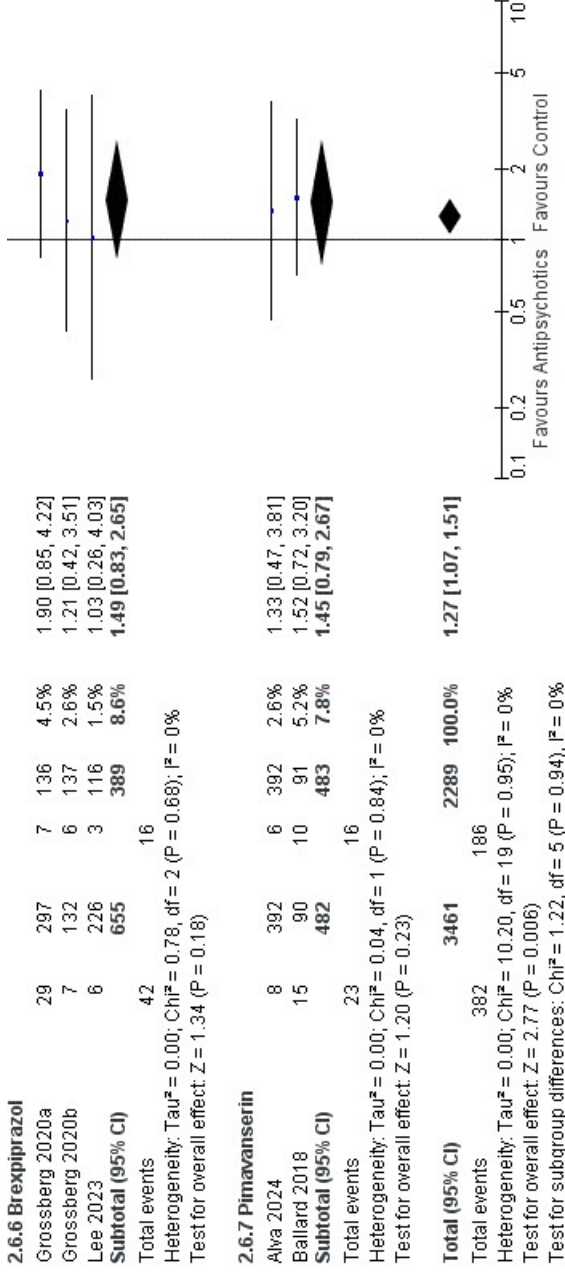 2.6.6 Brexpiprazol
Grossberg 2020a 29 297 7 136 4.5% 1.90 [0.85, 4.22]
Grossberg 2020b 7 132 6 137 2.6% 1.21 [0.42, 3.51]
Lee 2023 6 226 3 116 1.5% 1.03 [0.26, 4.03]
Subtotal (95% CI) 655 389 8.6% 1.49 [0.83, 2.65]
Total events 42 16
Heterogeneity: Tau² = 0.00; Chi² = 0.78, df = 2 (P = 0.68); I² = 0%
Test for overall effect: Z = 1.34 (P = 0.18)
2.6.7 Pimavanserin
Alva 2024 8 392 6 392 2.6% 1.33 [0.47, 3.81]
Ballard 2018 15 90 10 91 5.2% 1.52 [0.72, 3.20]
Subtotal (95% CI) 482 483 7.8% 1.45 [0.79, 2.67]
Total events 23 16
Heterogeneity: Tau² = 0.00; Chi² = 0.04, df = 1 (P = 0.84); I² = 0%
Test for overall effect: Z = 1.20 (P = 0.23)
Total (95% CI) 3461 2289 100.0% 1.27 [1.07, 1.51]
Total events 382 186
Heterogeneity: Tau² = 0.00; Chi² = 10.20, df = 19 (P = 0.95); I² = 0%
Test for overall effect: Z = 2.77 (P = 0.006)
Test for subgroup differences: Chi² = 1.22, df = 5 (P = 0.94), I² = 0%
0.1 0.2 0.5 1 2 5 10
Favours Antipsychotics Favours Control